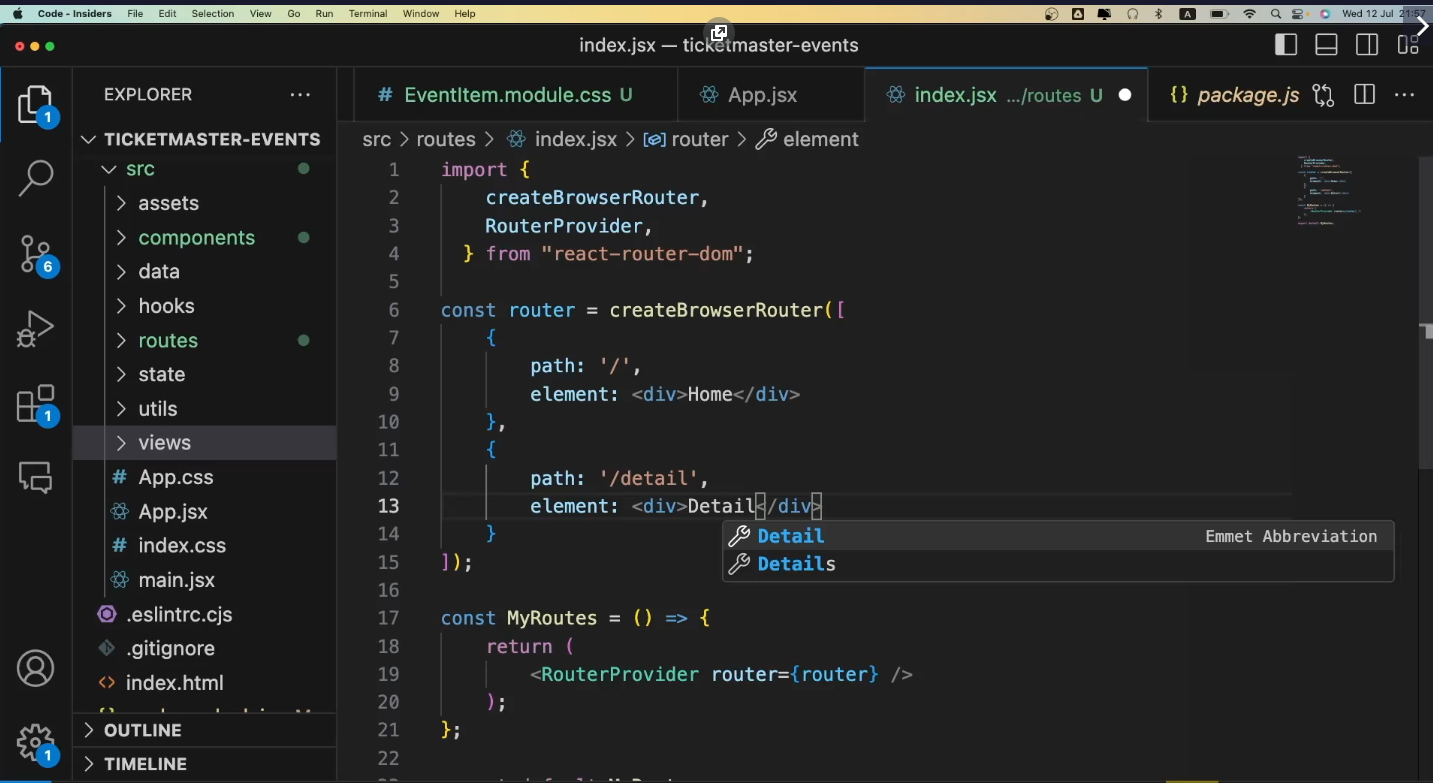 Code - Insiders File Edit Selection View Go Run Terminal Window Help A Wed 12 Jul 21:57
index.jsx — ticketmaster-events
EXPLORER
# EventItem.module.css U App.jsx index.jsx .../routes U {} package.js
TICKETMASTER-EVENTS
src > routes > index.jsx > router > element
src
assets
components
data
hooks
routes
state
utils
views
# App.css
App.jsx
# index.css
main.jsx
.eslintrc.cjs
.gitignore
<> index.html
OUTLINE
TIMELINE
1
6
1
1
1 import {
2 createBrowserRouter,
3 RouterProvider,
4 } from "react-router-dom";
5
6 const router = createBrowserRouter([
7 {
8 path: '/',
9 element: <div>Home</div>
10 },
11 {
12 path: '/detail',
13 element: <div>Detail</div>
14 }
15 ]);
16
17 const MyRoutes = () => {
18 return (
19 <RouterProvider router={router} />
20 );
21 };
22
Detail Emmet Abbreviation
Details